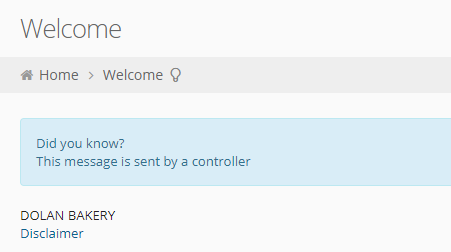 Welcome
Home > Welcome
Did you know?
This message is sent by a controller
DOLAN BAKERY
Disclaimer